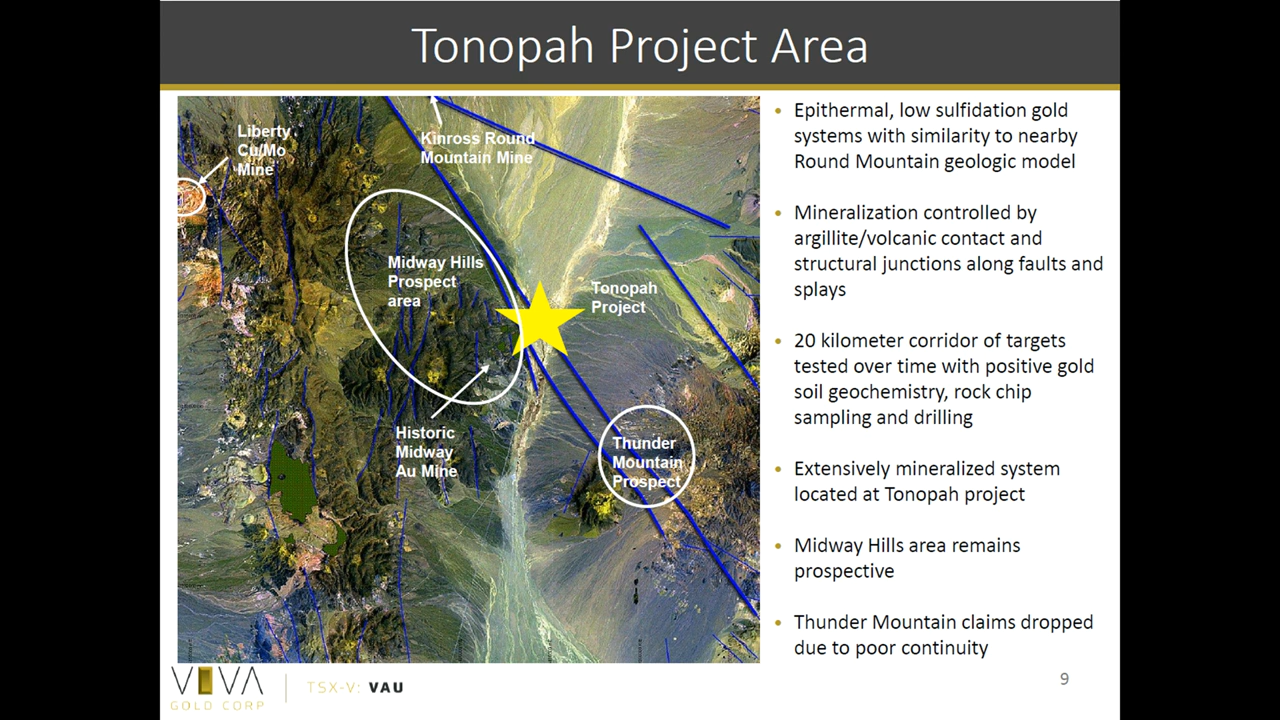 Tonopah Project Area
Liberty
Cu/Mo
Mine
Kinross Round
Mountain Mine
Midway Hills
Prospect
area
Tonopah
Project
Historic
Midway
Au Mine
Thunder
Mountain
Prospect
• Epithermal, low sulfidation gold
systems with similarity to nearby
Round Mountain geologic model
• Mineralization controlled by
argillite/volcanic contact and
structural junctions along faults and
splays
• 20 kilometer corridor of targets
tested over time with positive gold
soil geochemistry, rock chip
sampling and drilling
• Extensively mineralized system
located at Tonopah project
• Midway Hills area remains
prospective
• Thunder Mountain claims dropped
due to poor continuity
VIVA
GOLD CORP
TSX-V: VAU
9